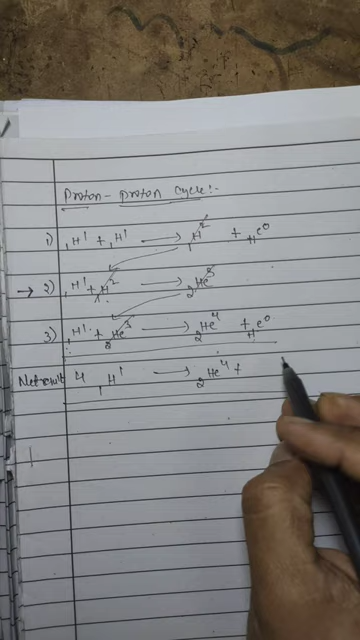 Proton - proton cycle :-
1) ₁H¹ + ₁H¹ ⟶ ₁H² + ₊₁e⁰
→ 2) ₁H¹ + ₁H² ⟶ ₂He³
3) ₁H¹ + ₂He³ ⟶ ₂He⁴ + ₊₁e⁰
Net result 4 ₁H¹ ⟶ ₂He⁴ +